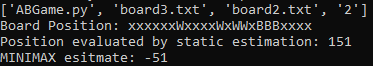 ['ABGame.py', 'board3.txt', 'board2.txt', '2']
Board Position: xxxxxxWxxxxWxWWxBBBxxxx
Position evaluated by static estimation: 151
MINIMAX esitmate: -51